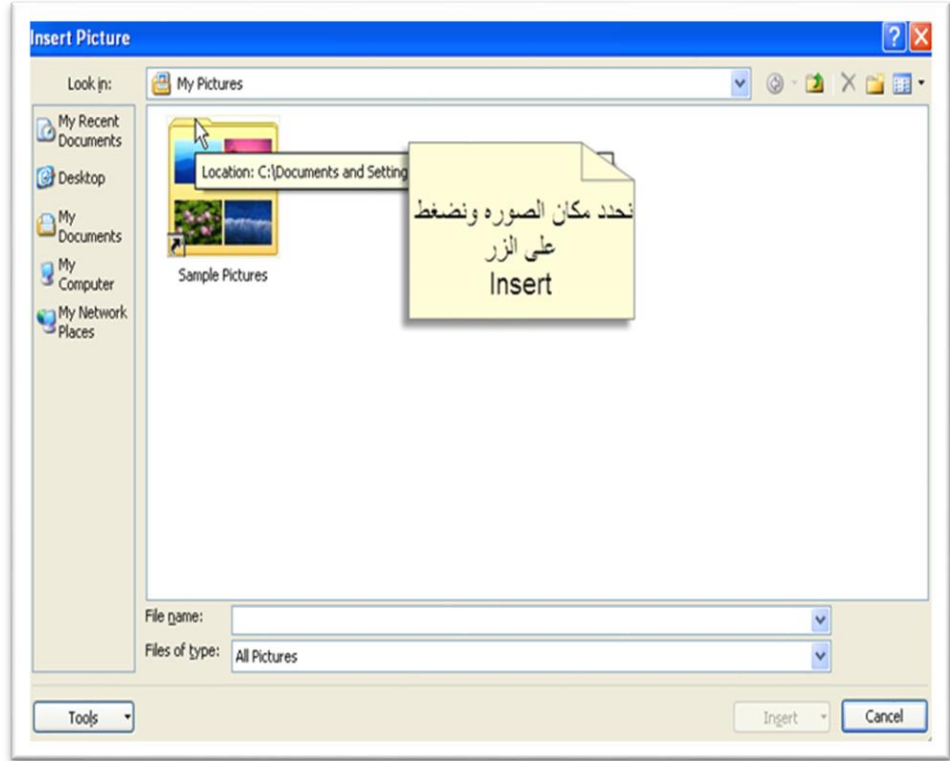 Insert Picture
Look in:
My Pictures
My Recent
Documents
Desktop
My
Documents
My
Computer
My Network
Places
Location: C:\Documents and Setting
Sample Pictures
نحدد مكان الصوره ونضغط
على الزر
Insert
File name:
Files of type:
All Pictures
Tools
Insert
Cancel